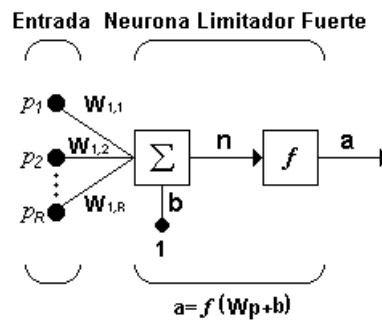 Entrada Neurona Limitador Fuerte
p1 W1,1
p2 W1,2 Σ n f a
pR W1,R b
1
a=f(Wp+b)